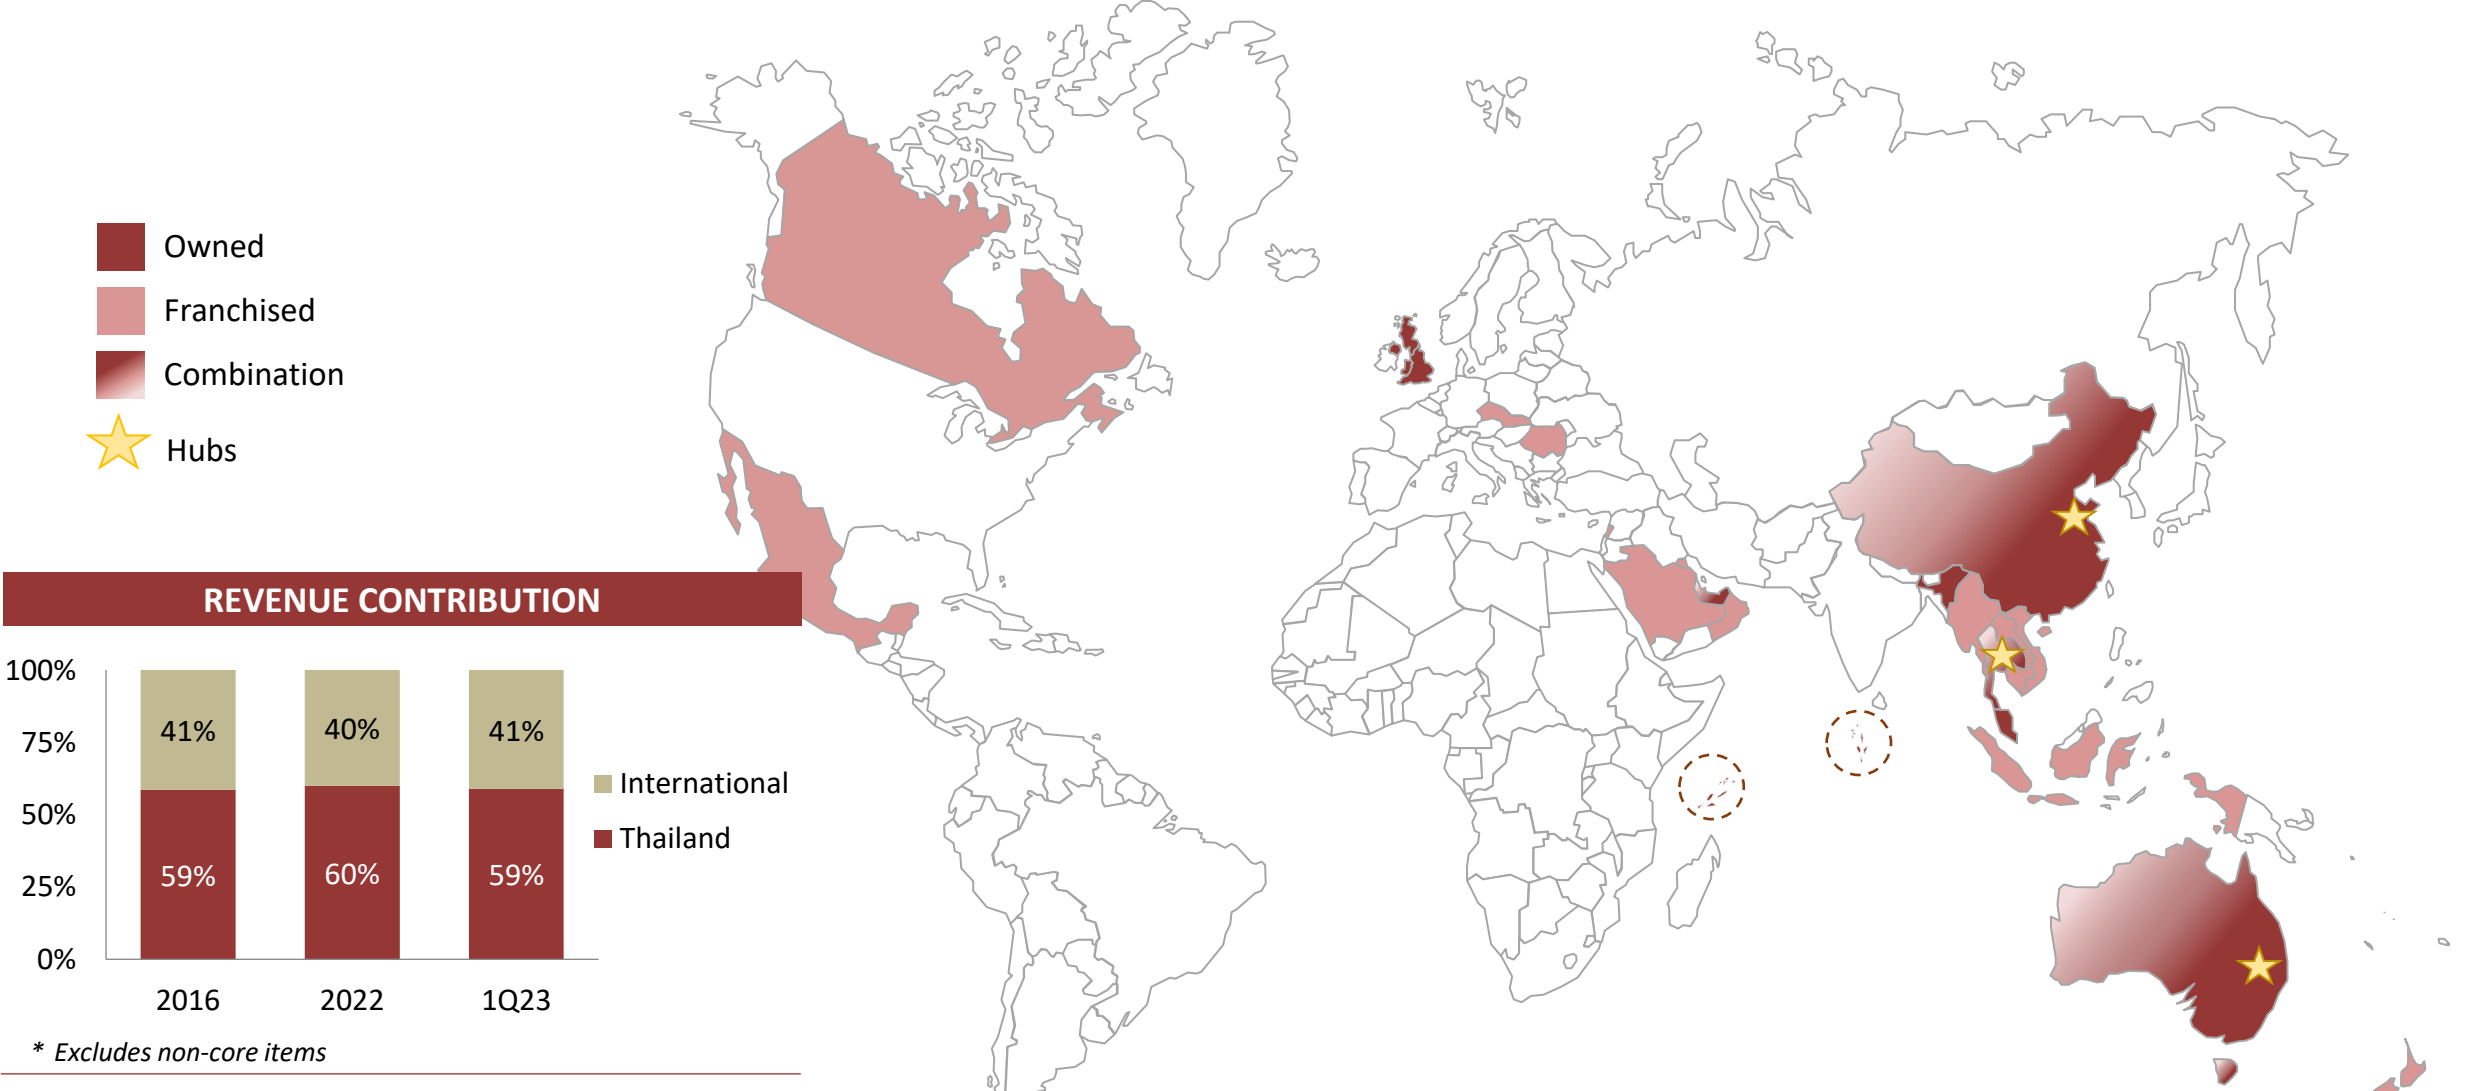 Owned
Franchised
Combination
Hubs
REVENUE CONTRIBUTION
100%
75%
50%
25%
0%
41%
40%
41%
59%
60%
59%
2016
2022
1Q23
International
Thailand
* Excludes non-core items